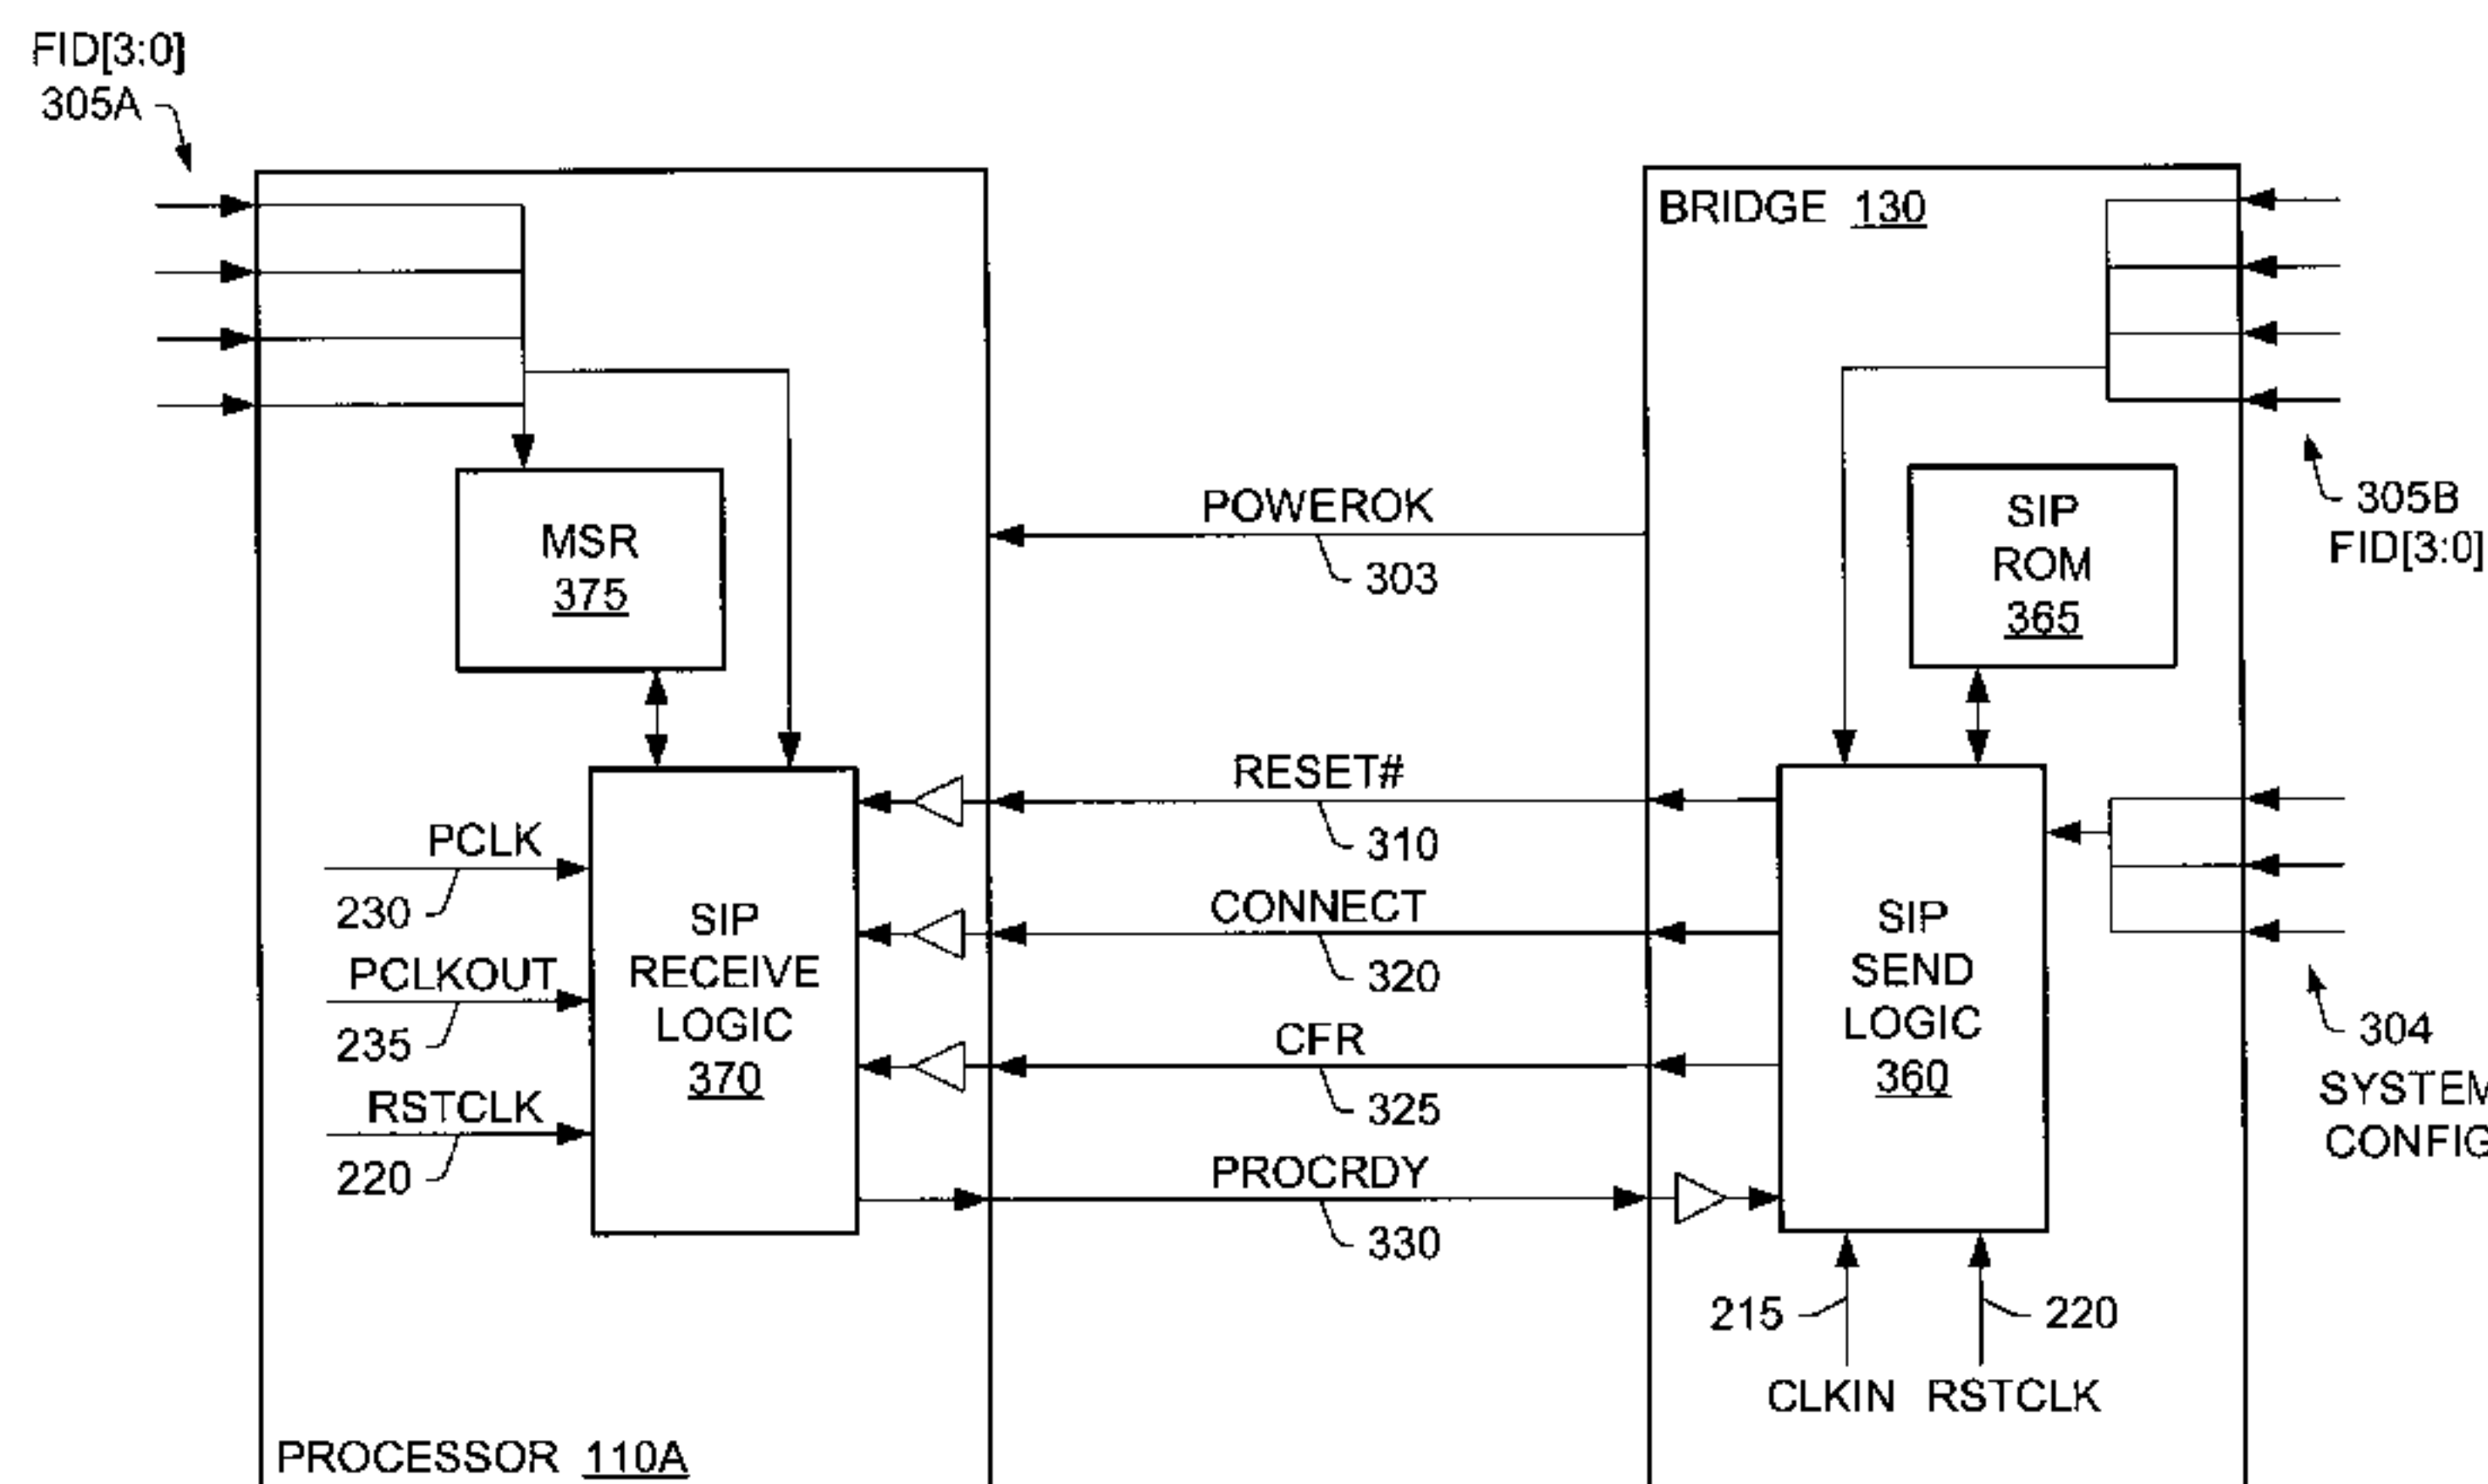 FID[3:0]
305A
BRIDGE 130
POWEROK
303
SIP
ROM
365
305B
FID[3:0]
MSR
375
RESET#
310
PCLK
230
CONNECT
320
SIP
RECEIVE
LOGIC
370
SIP
SEND
LOGIC
360
PCLKOUT
235
CFR
325
304
SYSTEM
CONFIG
RSTCLK
220
PROCRDY
330
215
220
CLKIN RSTCLK
PROCESSOR 110A